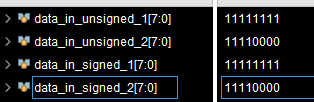 data_in_unsigned_1[7:0] 11111111
data_in_unsigned_2[7:0] 11110000
data_in_signed_1[7:0] 11111111
data_in_signed_2[7:0] 11110000